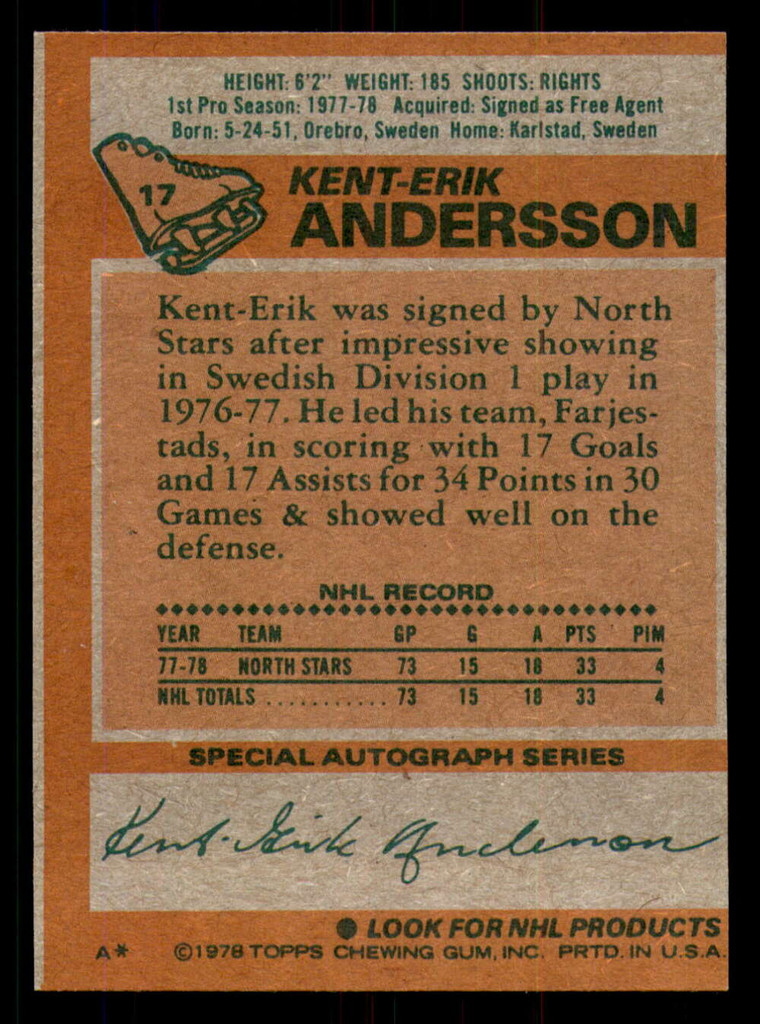 HEIGHT: 6'2" WEIGHT: 185 SHOOTS: RIGHTS
1st Pro Season: 1977-78 Acquired: Signed as Free Agent
Born: 5-24-51, Orebro, Sweden Home: Karlstad, Sweden
17
KENT-ERIK
ANDERSSON
Kent-Erik was signed by North
Stars after impressive showing
in Swedish Division 1 play in
1976-77. He led his team, Farjes-
tads, in scoring with 17 Goals
and 17 Assists for 34 Points in 30
Games & showed well on the
defense.
NHL RECORD
YEAR TEAM GP G A PTS PIM
77-78 NORTH STARS 73 15 18 33 4
NHL TOTALS ........... 73 15 18 33 4
SPECIAL AUTOGRAPH SERIES
Kent-Erik Andersson
● LOOK FOR NHL PRODUCTS
A* ©1978 TOPPS CHEWING GUM, INC. PRTD. IN U.S.A.